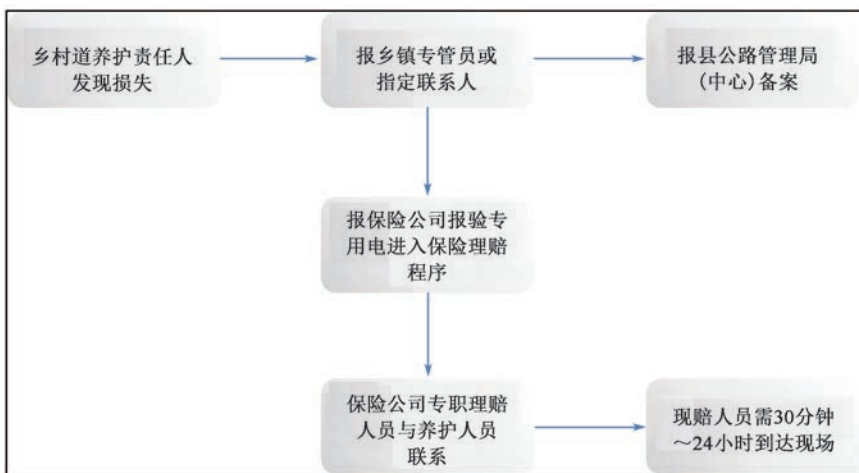 乡村道养护责任人
发现损失
报乡镇专管员或
指定联系人
报县公路管理局
(中心)备案
报保险公司报验专
用电进入保险理赔
程序
保险公司专职理赔
人员与养护人员
联系
现赔人员需30分钟
～24小时到达现场